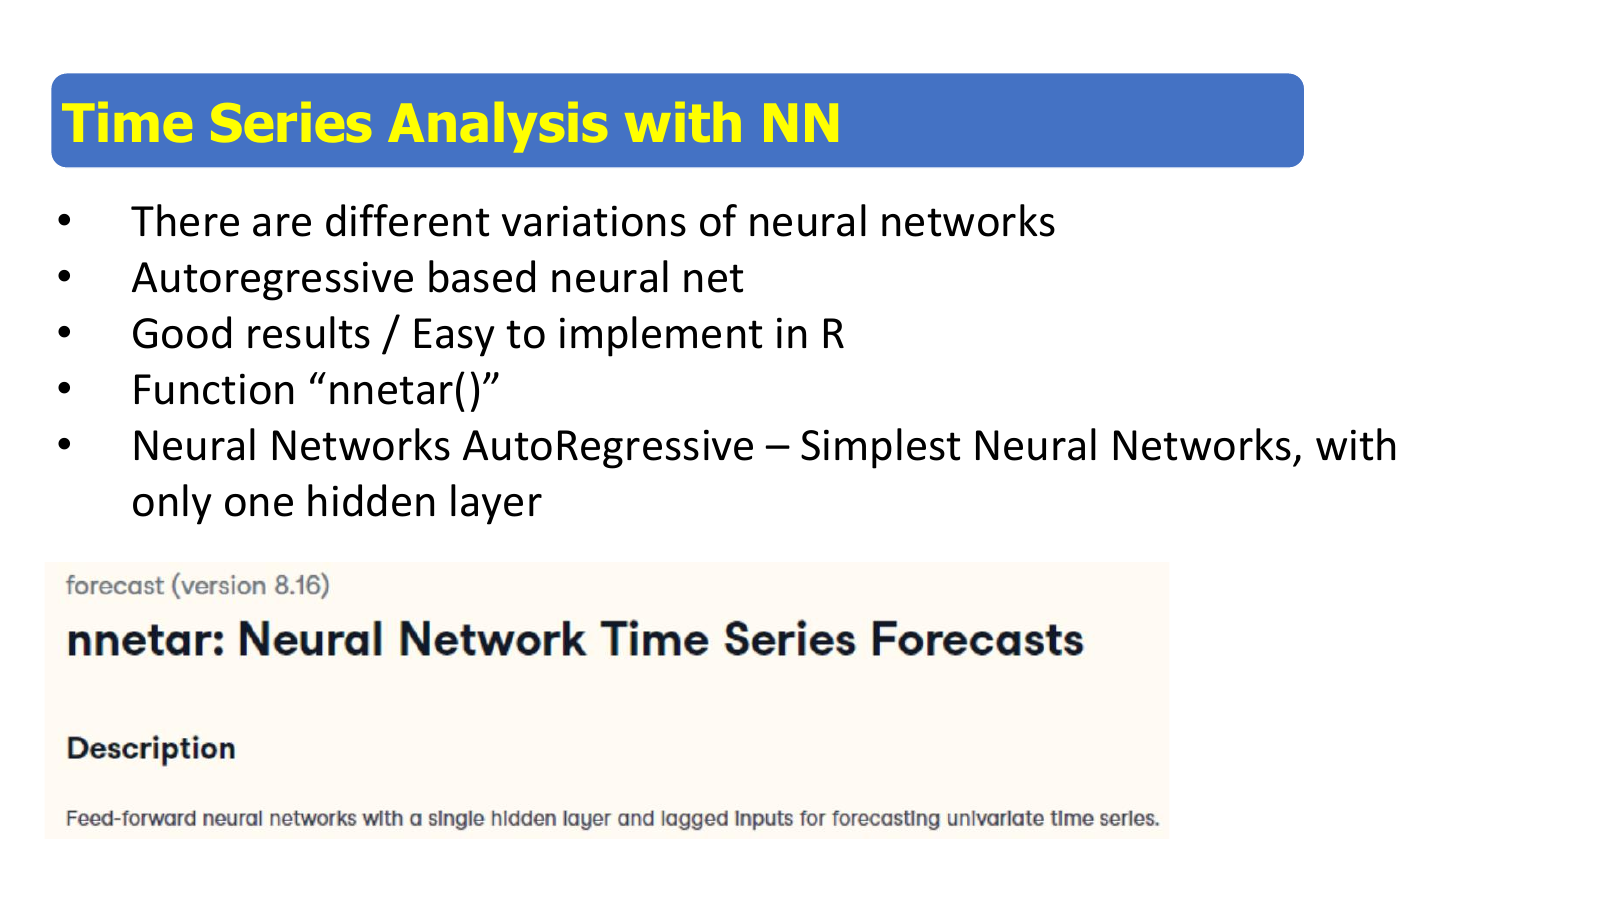 Time Series Analysis with NN
• There are different variations of neural networks
• Autoregressive based neural net
• Good results / Easy to implement in R
• Function “nnetar()”
• Neural Networks AutoRegressive – Simplest Neural Networks, with
only one hidden layer
forecast (version 8.16)
nnetar: Neural Network Time Series Forecasts
Description
Feed-forward neural networks with a single hidden layer and lagged inputs for forecasting univariate time series.